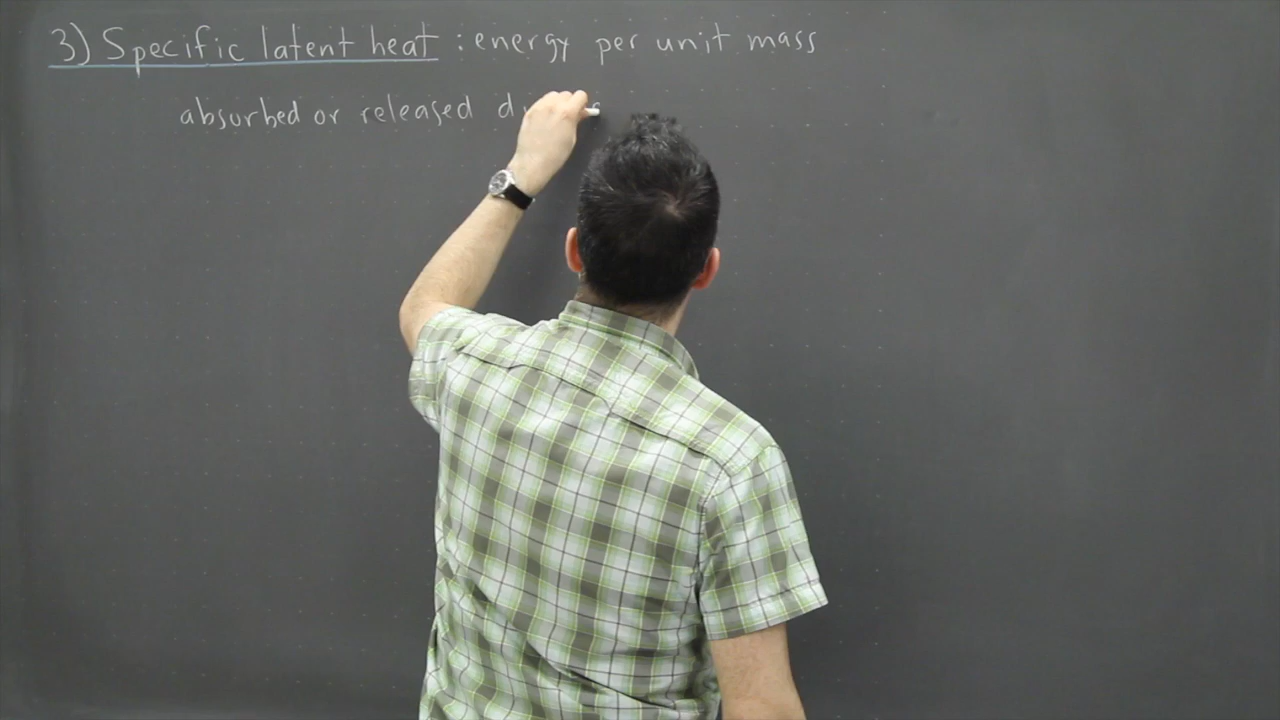 3) Specific latent heat : energy per unit mass
absorbed or released